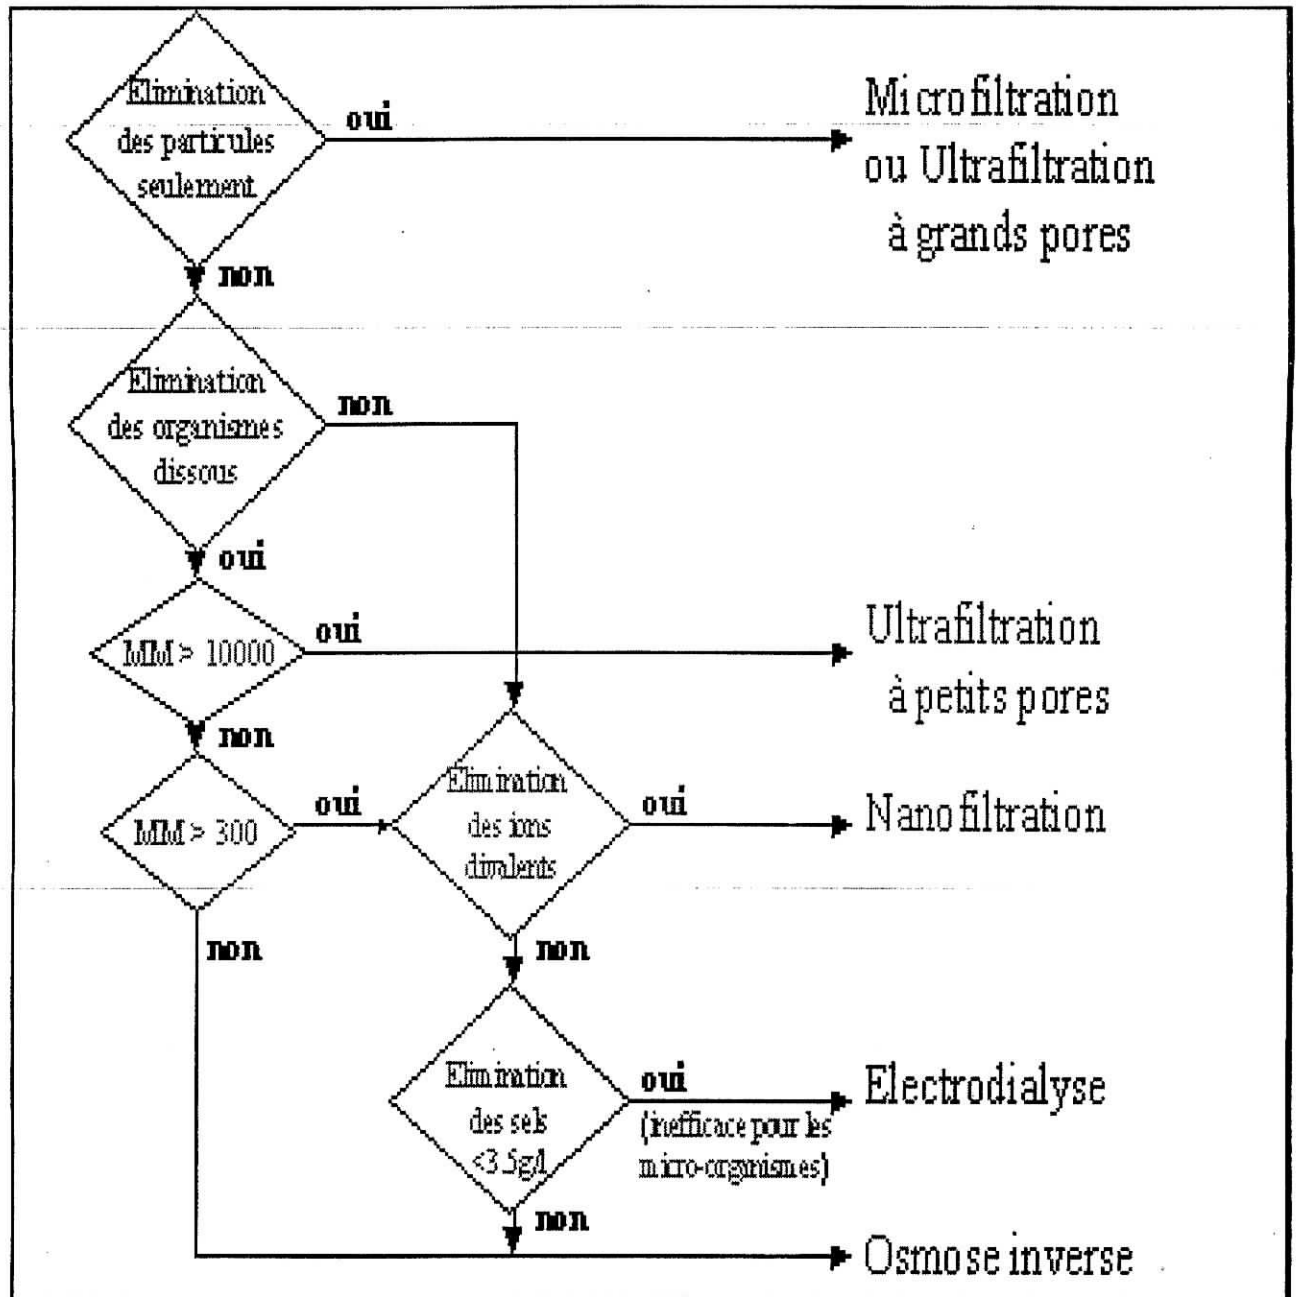 Elimination
des particules
seulement
oui
Microfiltration
ou Ultrafiltration
à grands pores
non
Elimination
des organismes
dissous
non
oui
MM > 10000
oui
Ultrafiltration
à petits pores
non
MM > 300
oui
Elimination
des ions
divalents
oui
Nanofiltration
non
non
Elimination
des sels
<3.5g/l
oui
(inefficace pour les
micro-organismes)
Electrodialyse
non
Osmose inverse